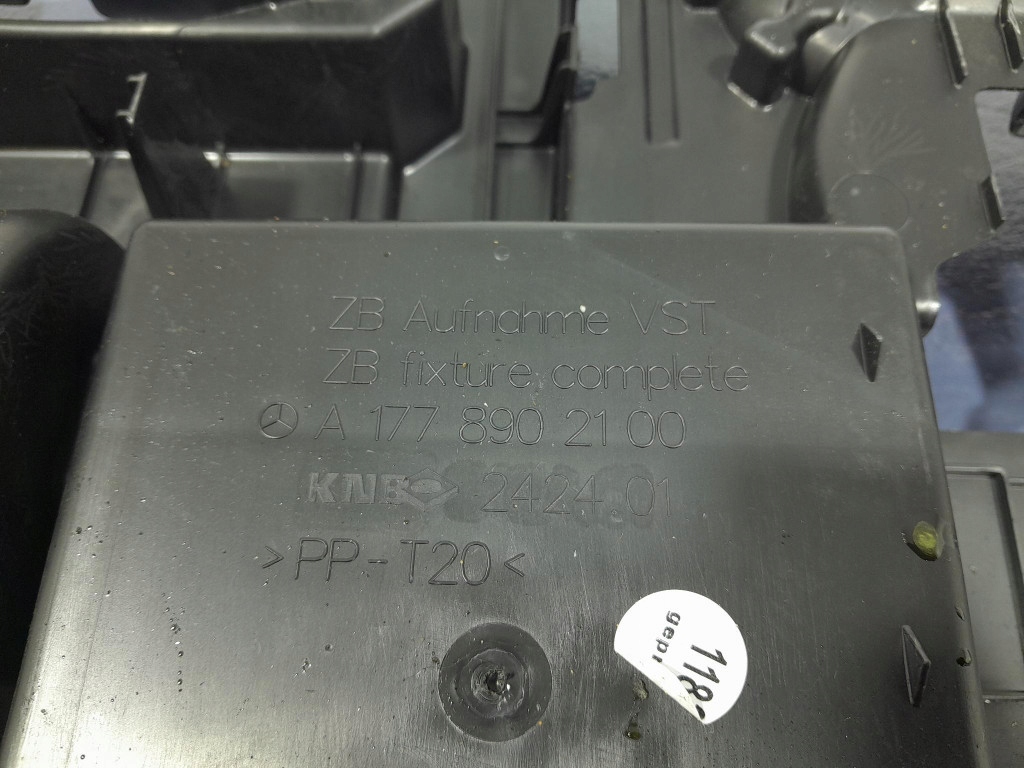 ZB Aufnahme VST
ZB fixture complete
A 177 890 21 00
KNB 2424.01
>PP-T20<
118
gepr